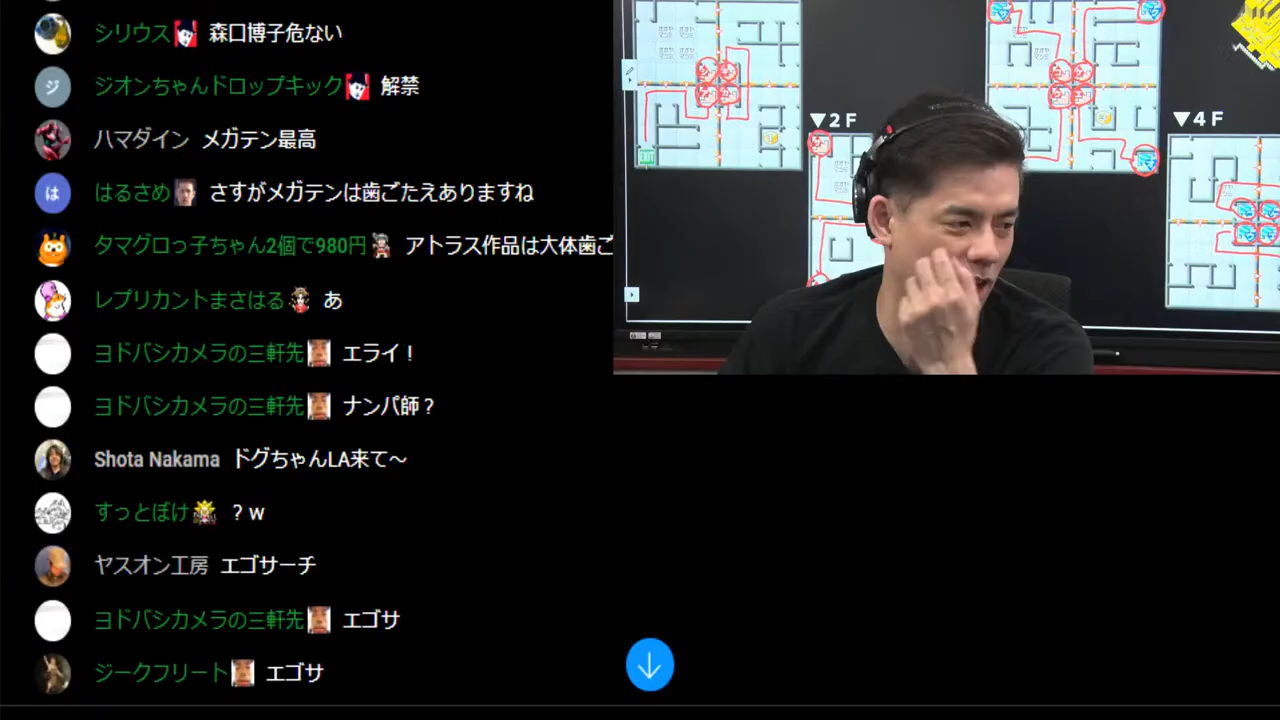 シリウス 森口博子危ない
ジオンちゃんドロップキック 解禁
ハマダイン メガテン最高
はるさめ さすがメガテンは歯ごたえありますね
タマグロっ子ちゃん2個で980円 アトラス作品は大体歯ご
レプリカントまさはる あ
ヨドバシカメラの三軒先 エライ!
ヨドバシカメラの三軒先 ナンパ師?
Shota Nakama ドグちゃんLA来て〜
すっとぼけ ?w
ヤスオン工房 エゴサーチ
ヨドバシカメラの三軒先 エゴサ
ジークフリート エゴサ
ジ
は
▼2F
▼4F